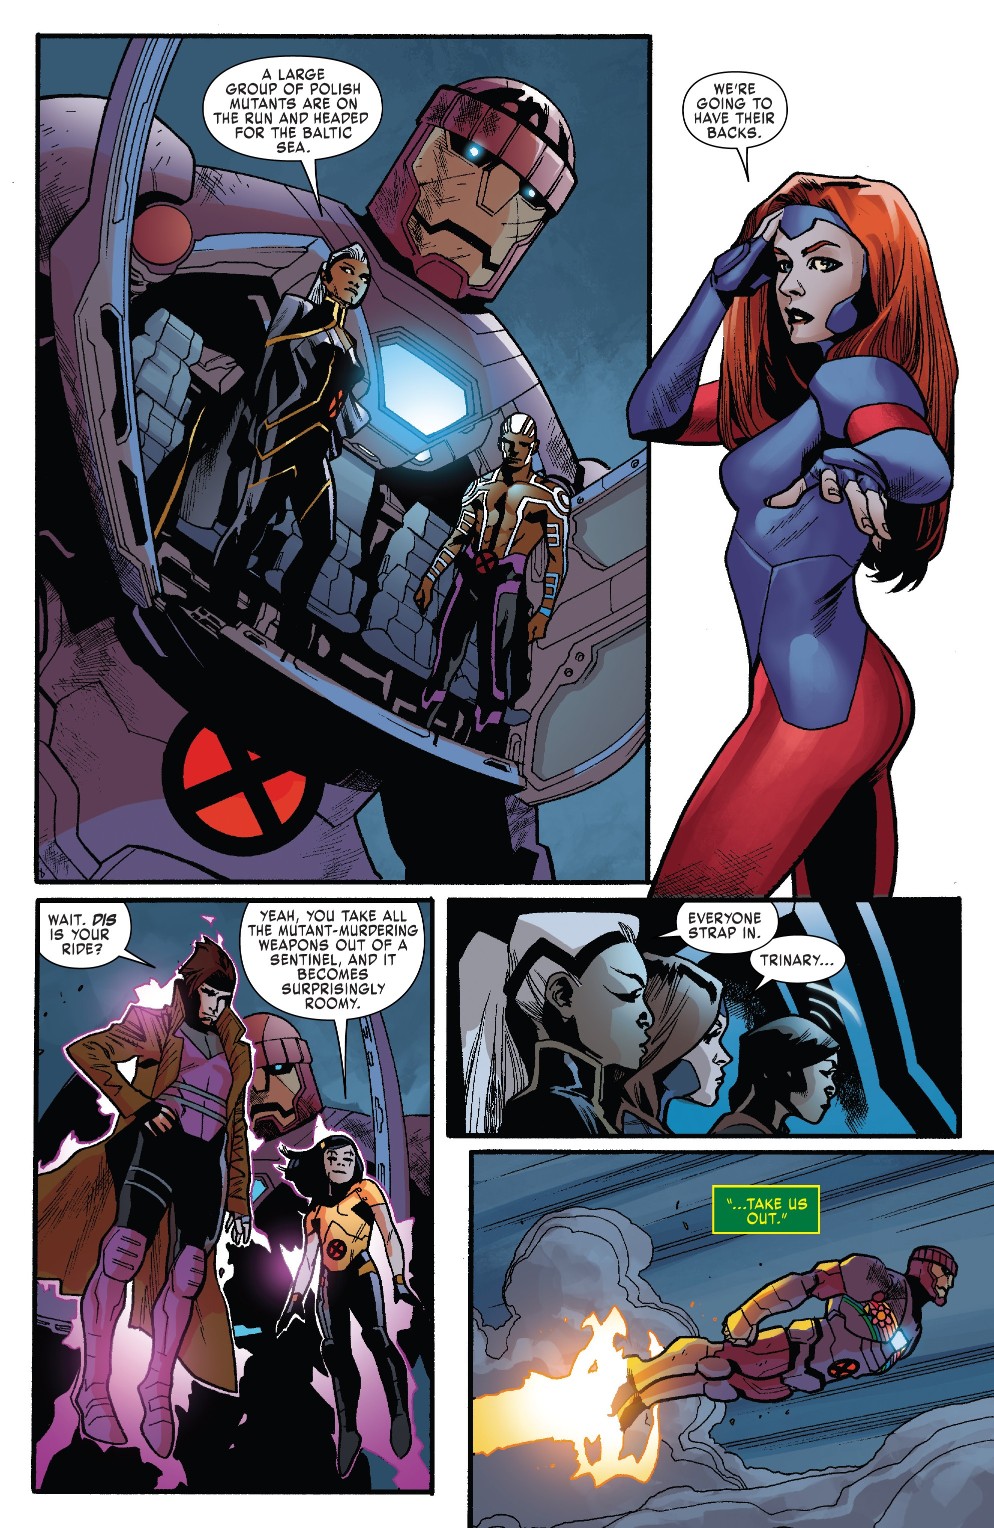 A LARGE
GROUP OF POLISH
MUTANTS ARE ON
THE RUN AND HEADED
FOR THE BALTIC
SEA.
WE'RE
GOING TO
HAVE THEIR
BACKS.
WAIT. DIS
IS YOUR
RIDE?
YEAH, YOU TAKE ALL
THE MUTANT-MURDERING
WEAPONS OUT OF A
SENTINEL, AND IT
BECOMES
SURPRISINGLY
ROOMY.
EVERYONE
STRAP IN.
TRINARY...
"...TAKE US
OUT."